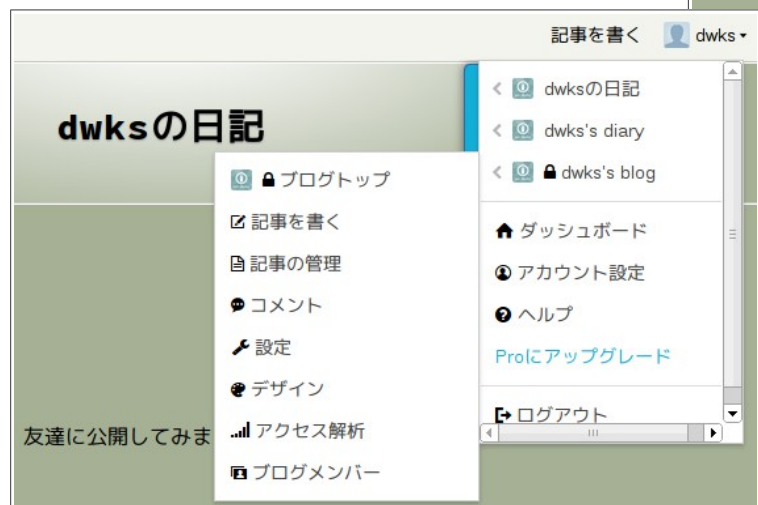 記事を書く dwks
dwksの日記
dwksの日記
dwks's diary
dwks's blog
ダッシュボード
アカウント設定
ヘルプ
Proにアップグレード
ログアウト
ブログトップ
記事を書く
記事の管理
コメント
設定
デザイン
アクセス解析
ブログメンバー
友達に公開してみま